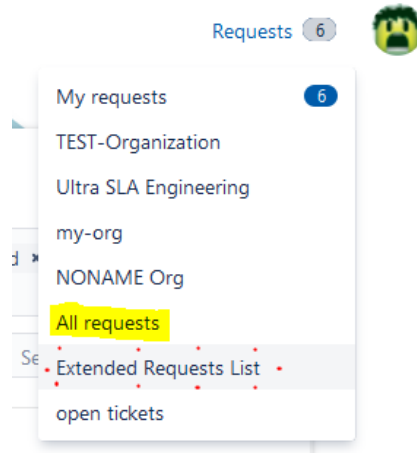 Requests 6
My requests 6
TEST-Organization
Ultra SLA Engineering
my-org
NONAME Org
All requests
Extended Requests List
open tickets